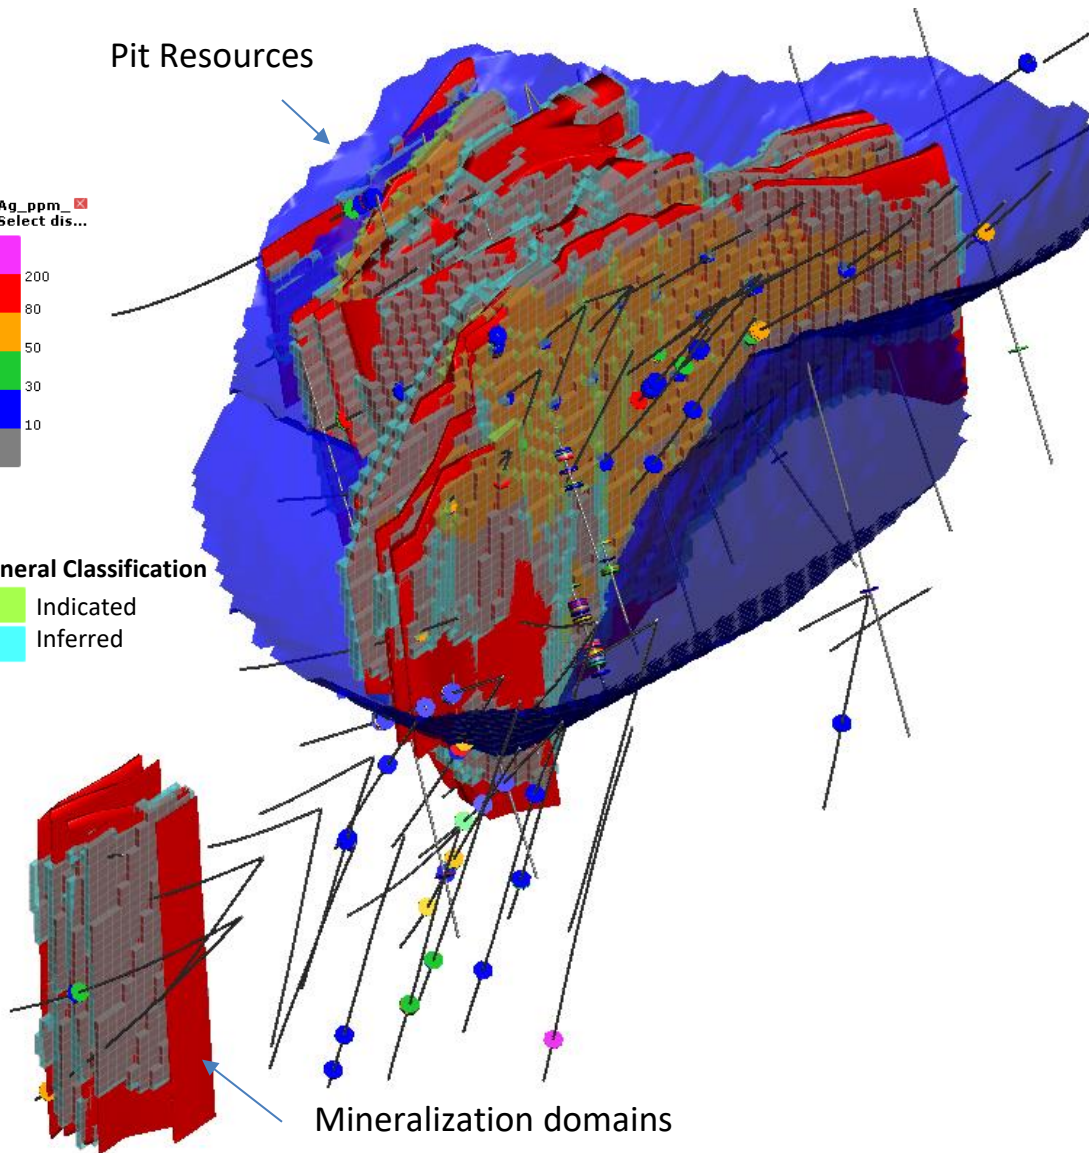 Pit Resources
Ag_ppm_
Select dis...
200
80
50
30
10
neral Classification
Indicated
Inferred
Mineralization domains